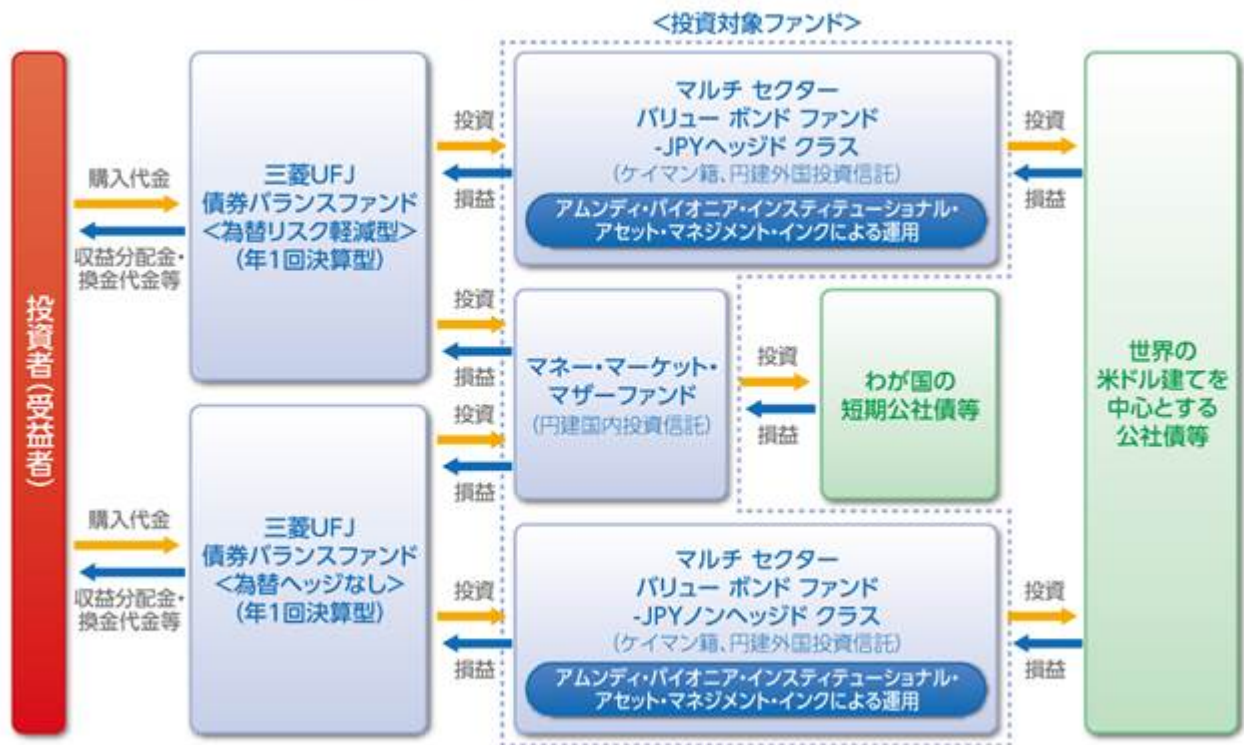 <投資対象ファンド>
投資者(受益者)
購入代金
収益分配金・
換金代金等
三菱UFJ
債券バランスファンド
<為替リスク軽減型>
(年1回決算型)
投資
損益
マルチ セクター
バリュー ボンド ファンド
-JPYヘッジド クラス
(ケイマン籍、円建外国投資信託)
アムンディ・パイオニア・インスティテューショナル・
アセット・マネジメント・インクによる運用
投資
損益
世界の
米ドル建てを
中心とする
公社債等
投資
損益
投資
損益
マネー・マーケット・
マザーファンド
(円建国内投資信託)
投資
損益
わが国の
短期公社債等
購入代金
収益分配金・
換金代金等
三菱UFJ
債券バランスファンド
<為替ヘッジなし>
(年1回決算型)
投資
損益
マルチ セクター
バリュー ボンド ファンド
-JPYノンヘッジド クラス
(ケイマン籍、円建外国投資信託)
アムンディ・パイオニア・インスティテューショナル・
アセット・マネジメント・インクによる運用
投資
損益